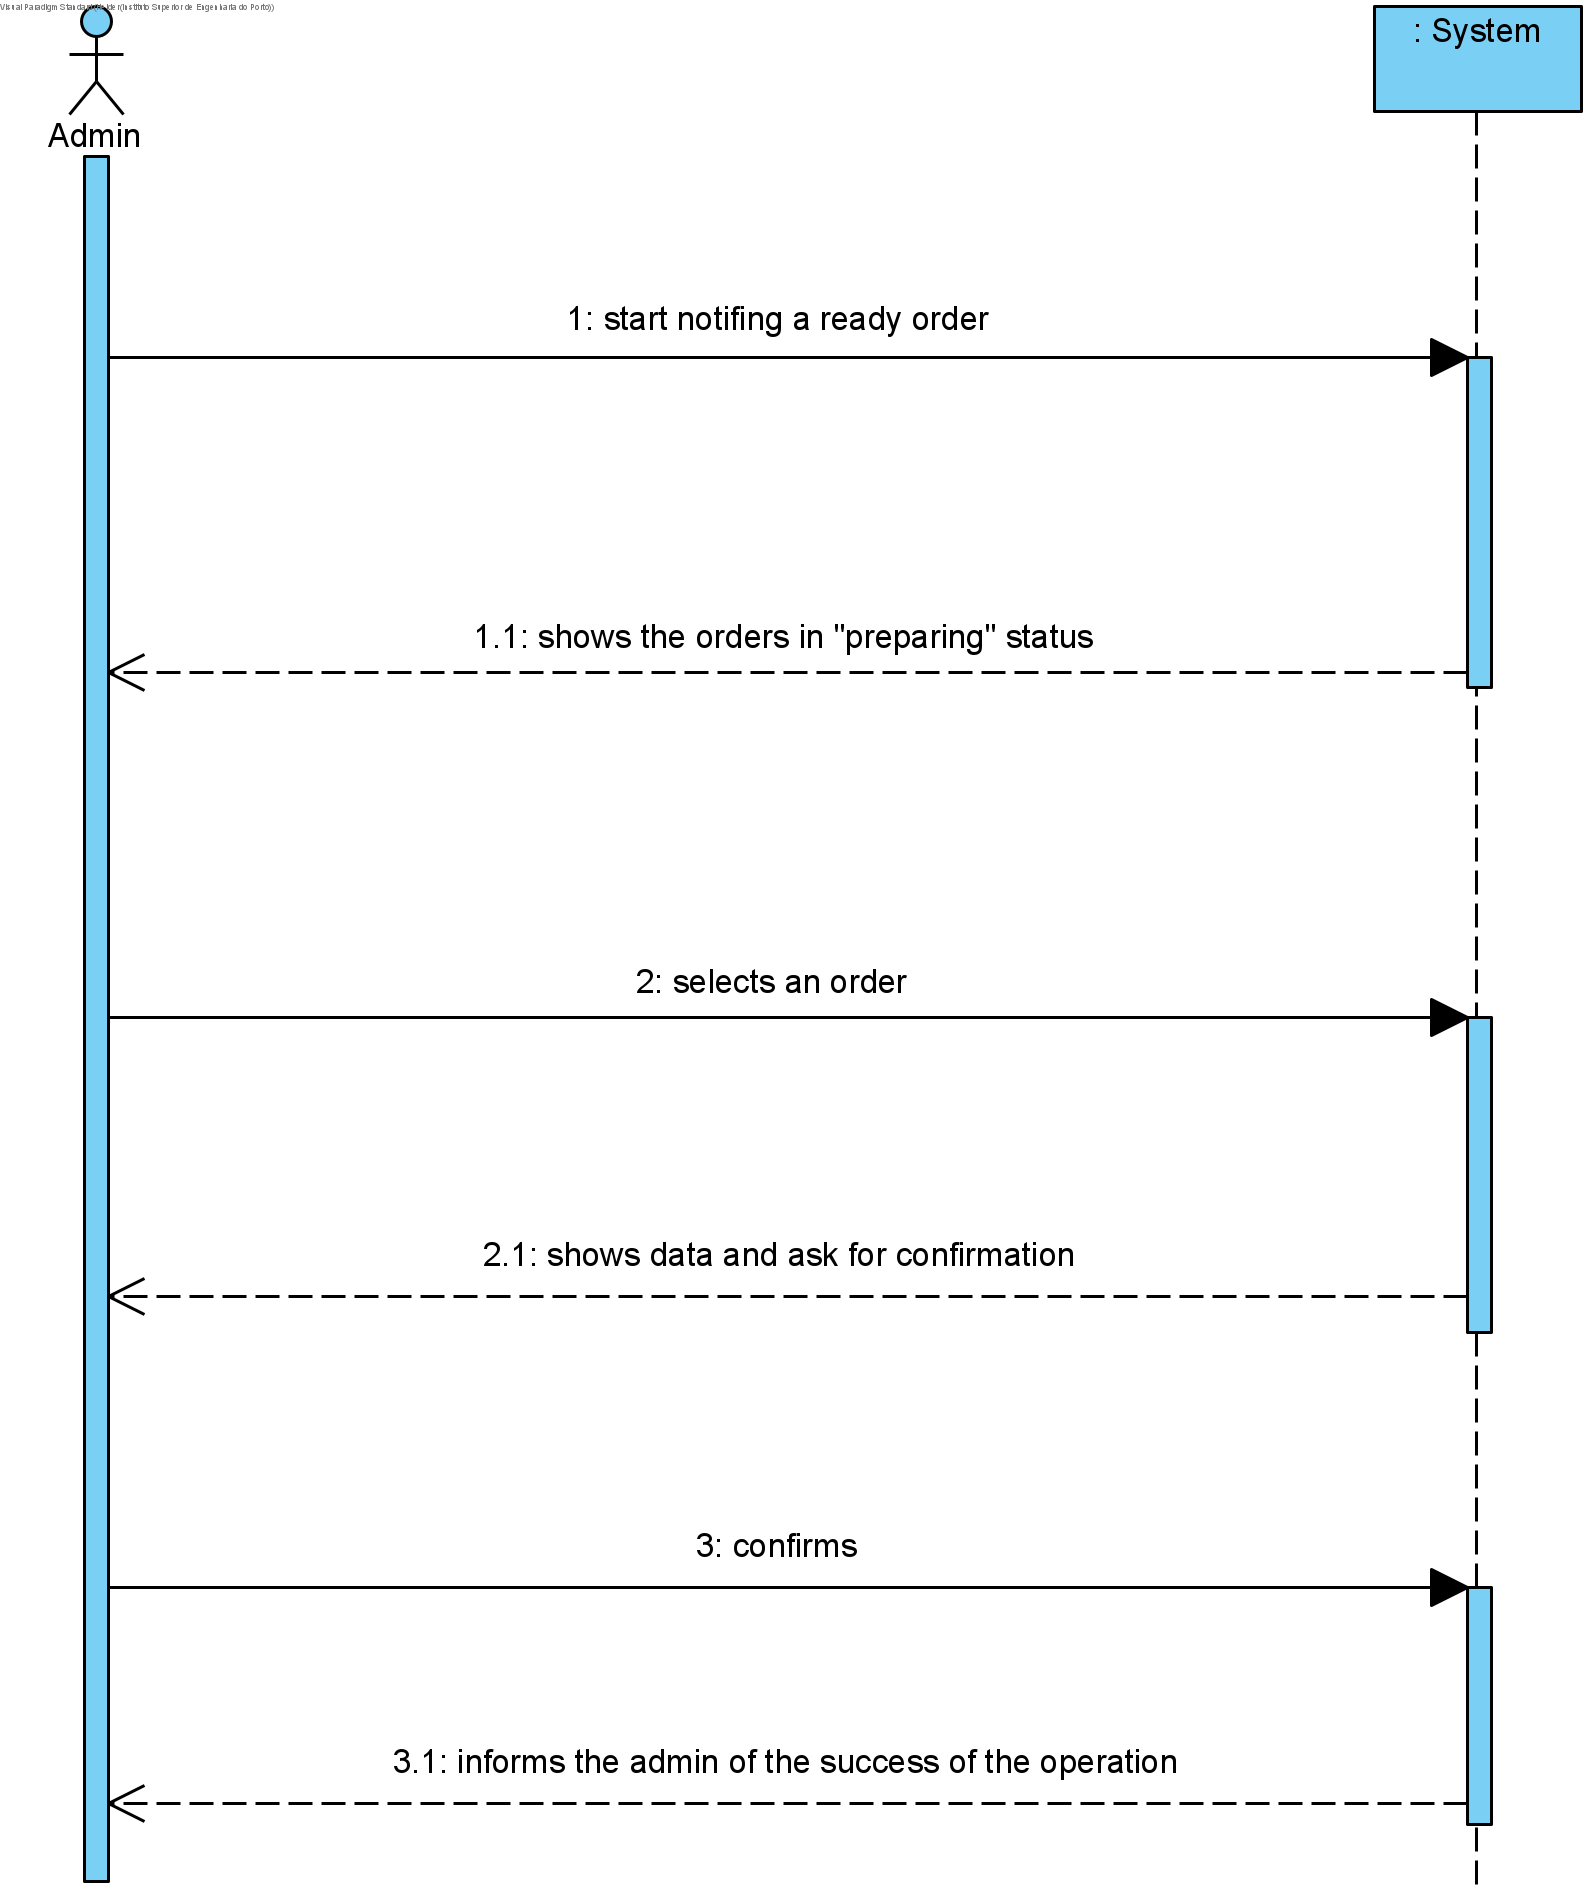 Visual Paradigm Standard (Instituto Superior de Engenharia do Porto))
: System
Admin
1: start notifing a ready order
1.1: shows the orders in "preparing" status
2: selects an order
2.1: shows data and ask for confirmation
3: confirms
3.1: informs the admin of the success of the operation